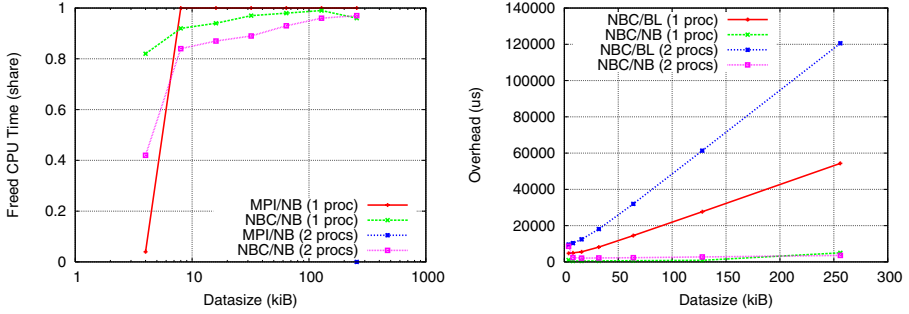 1
0.8
0.6
0.4
0.2
0
1
10
100
1000
Freed CPU Time (share)
Datasize (kiB)
MPI/NB (1 proc)
NBC/NB (1 proc)
MPI/NB (2 procs)
NBC/NB (2 procs)
140000
120000
100000
80000
60000
40000
20000
0
0
50
100
150
200
250
300
Overhead (us)
Datasize (kiB)
NBC/BL (1 proc)
NBC/NB (1 proc)
NBC/BL (2 procs)
NBC/NB (2 procs)